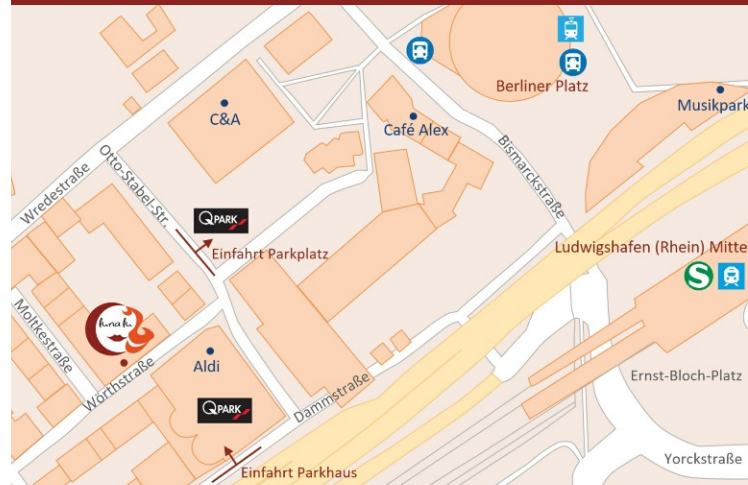 Berliner Platz
C&A
Café Alex
Musikpark
Wredestraße
Otto-Stabel-Str.
Bismarckstraße
QPARK
Einfahrt Parkplatz
Ludwigshafen (Rhein) Mitte
S
Moltkestraße
Wörthstraße
Aldi
Dammstraße
Ernst-Bloch-Platz
QPARK
Einfahrt Parkhaus
Yorckstraße